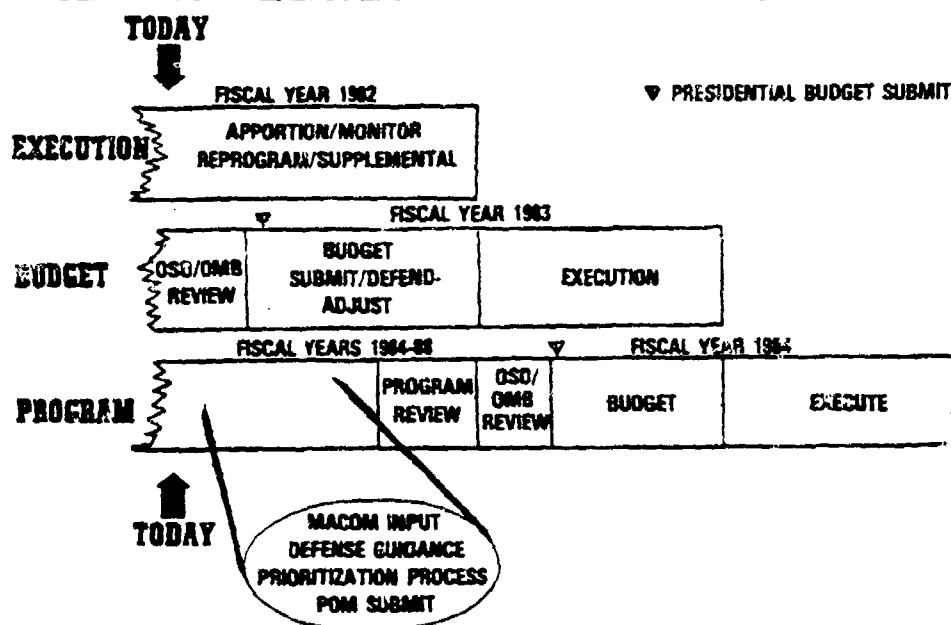 TODAY
FISCAL YEAR 1982
▼ PRESIDENTIAL BUDGET SUBMIT
EXECUTION
APPORTION/MONITOR
REPROGRAM/SUPPLEMENTAL
FISCAL YEAR 1983
BUDGET
OSD/OMB
REVIEW
BUDGET
SUBMIT/DEFEND-
ADJUST
EXECUTION
FISCAL YEARS 1984-88
FISCAL YEAR 1984
PROGRAM
PROGRAM
REVIEW
OSD/
OMB
REVIEW
BUDGET
EXECUTE
TODAY
MACOM INPUT
DEFENSE GUIDANCE
PRIORITIZATION PROCESS
POM SUBMIT